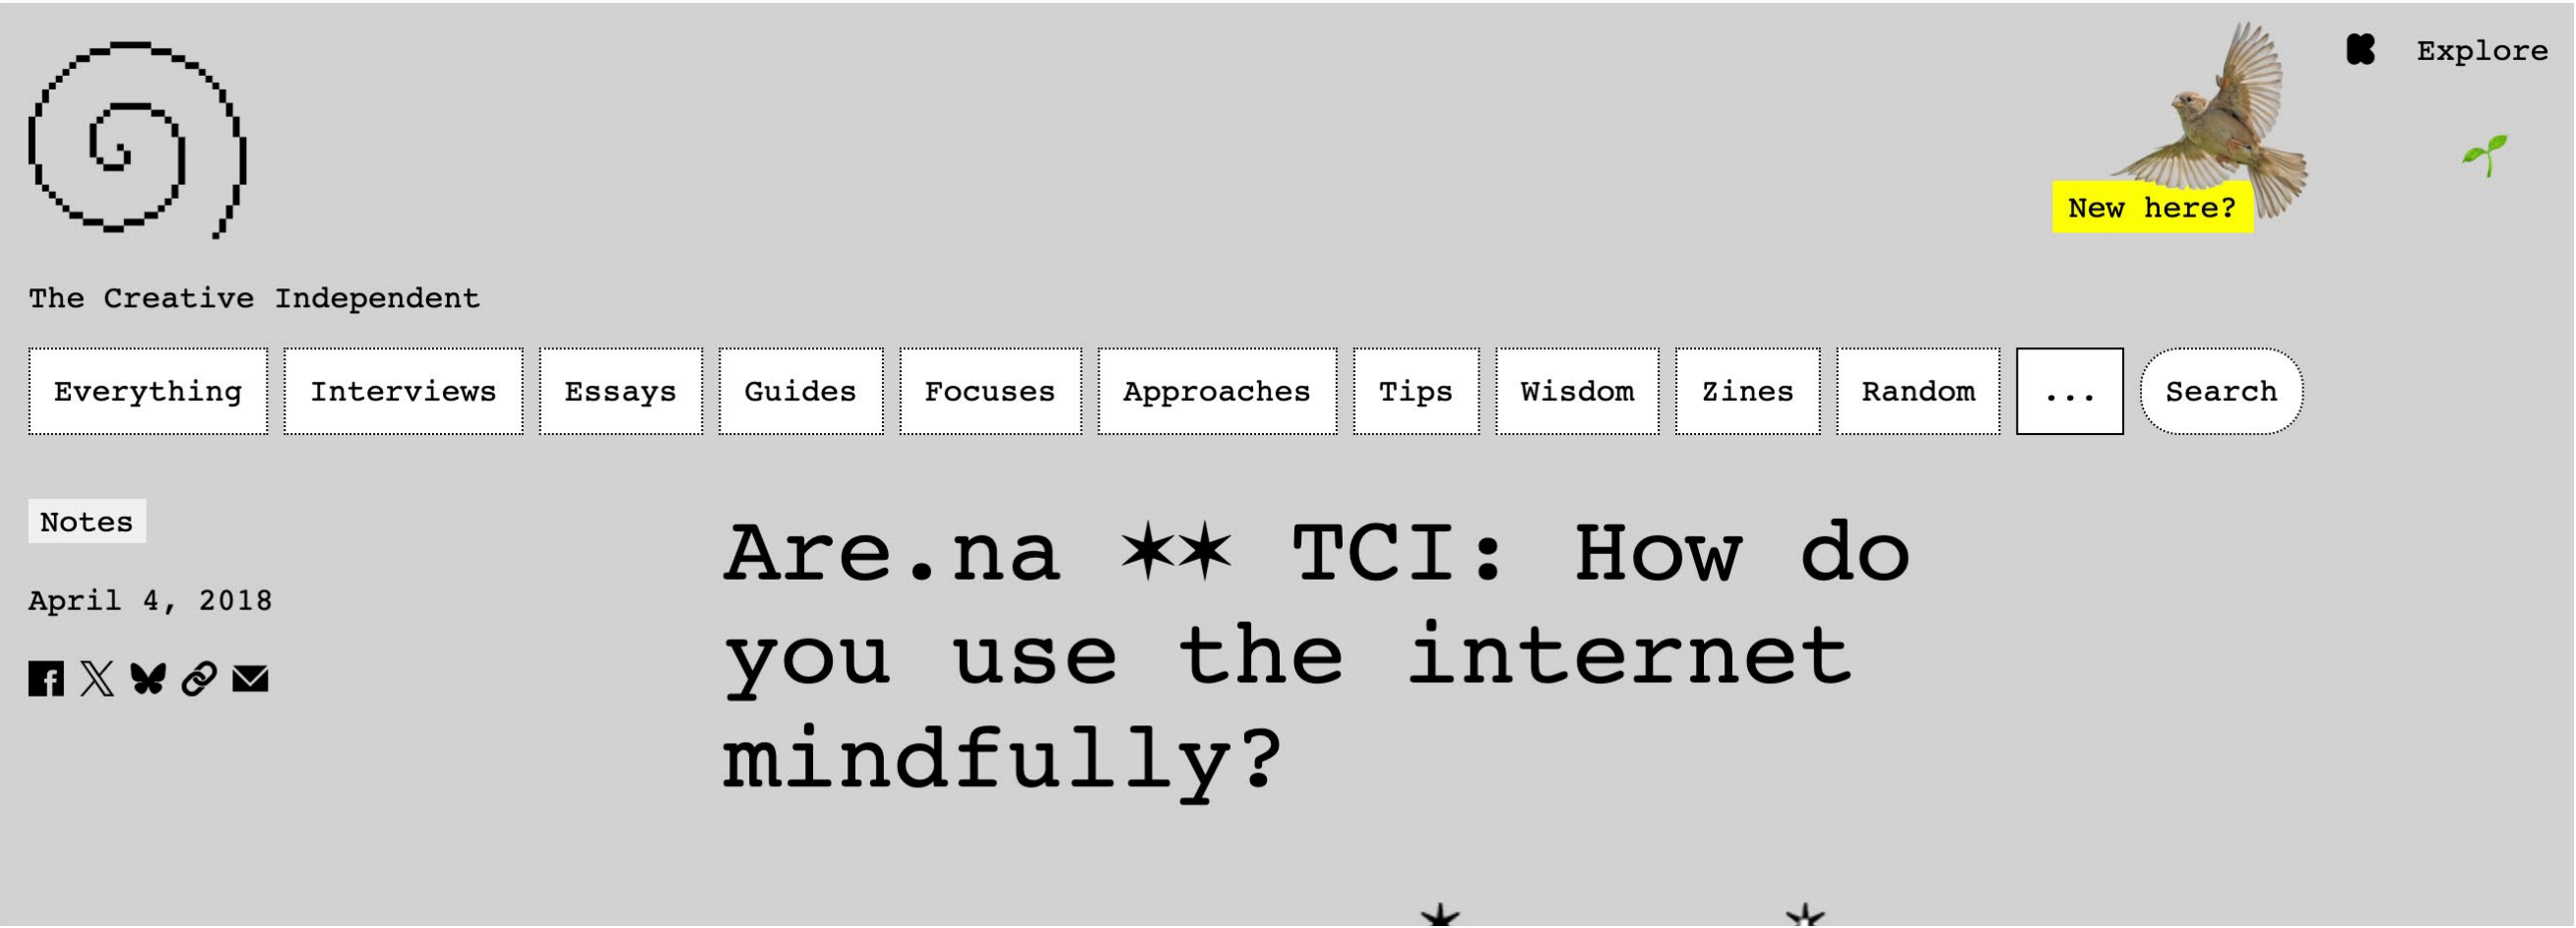 Explore
New here?
The Creative Independent
Everything Interviews Essays Guides Focuses Approaches Tips Wisdom Zines Random ... Search
Notes
April 4, 2018
Are.na ✶✶ TCI: How do
you use the internet
mindfully?